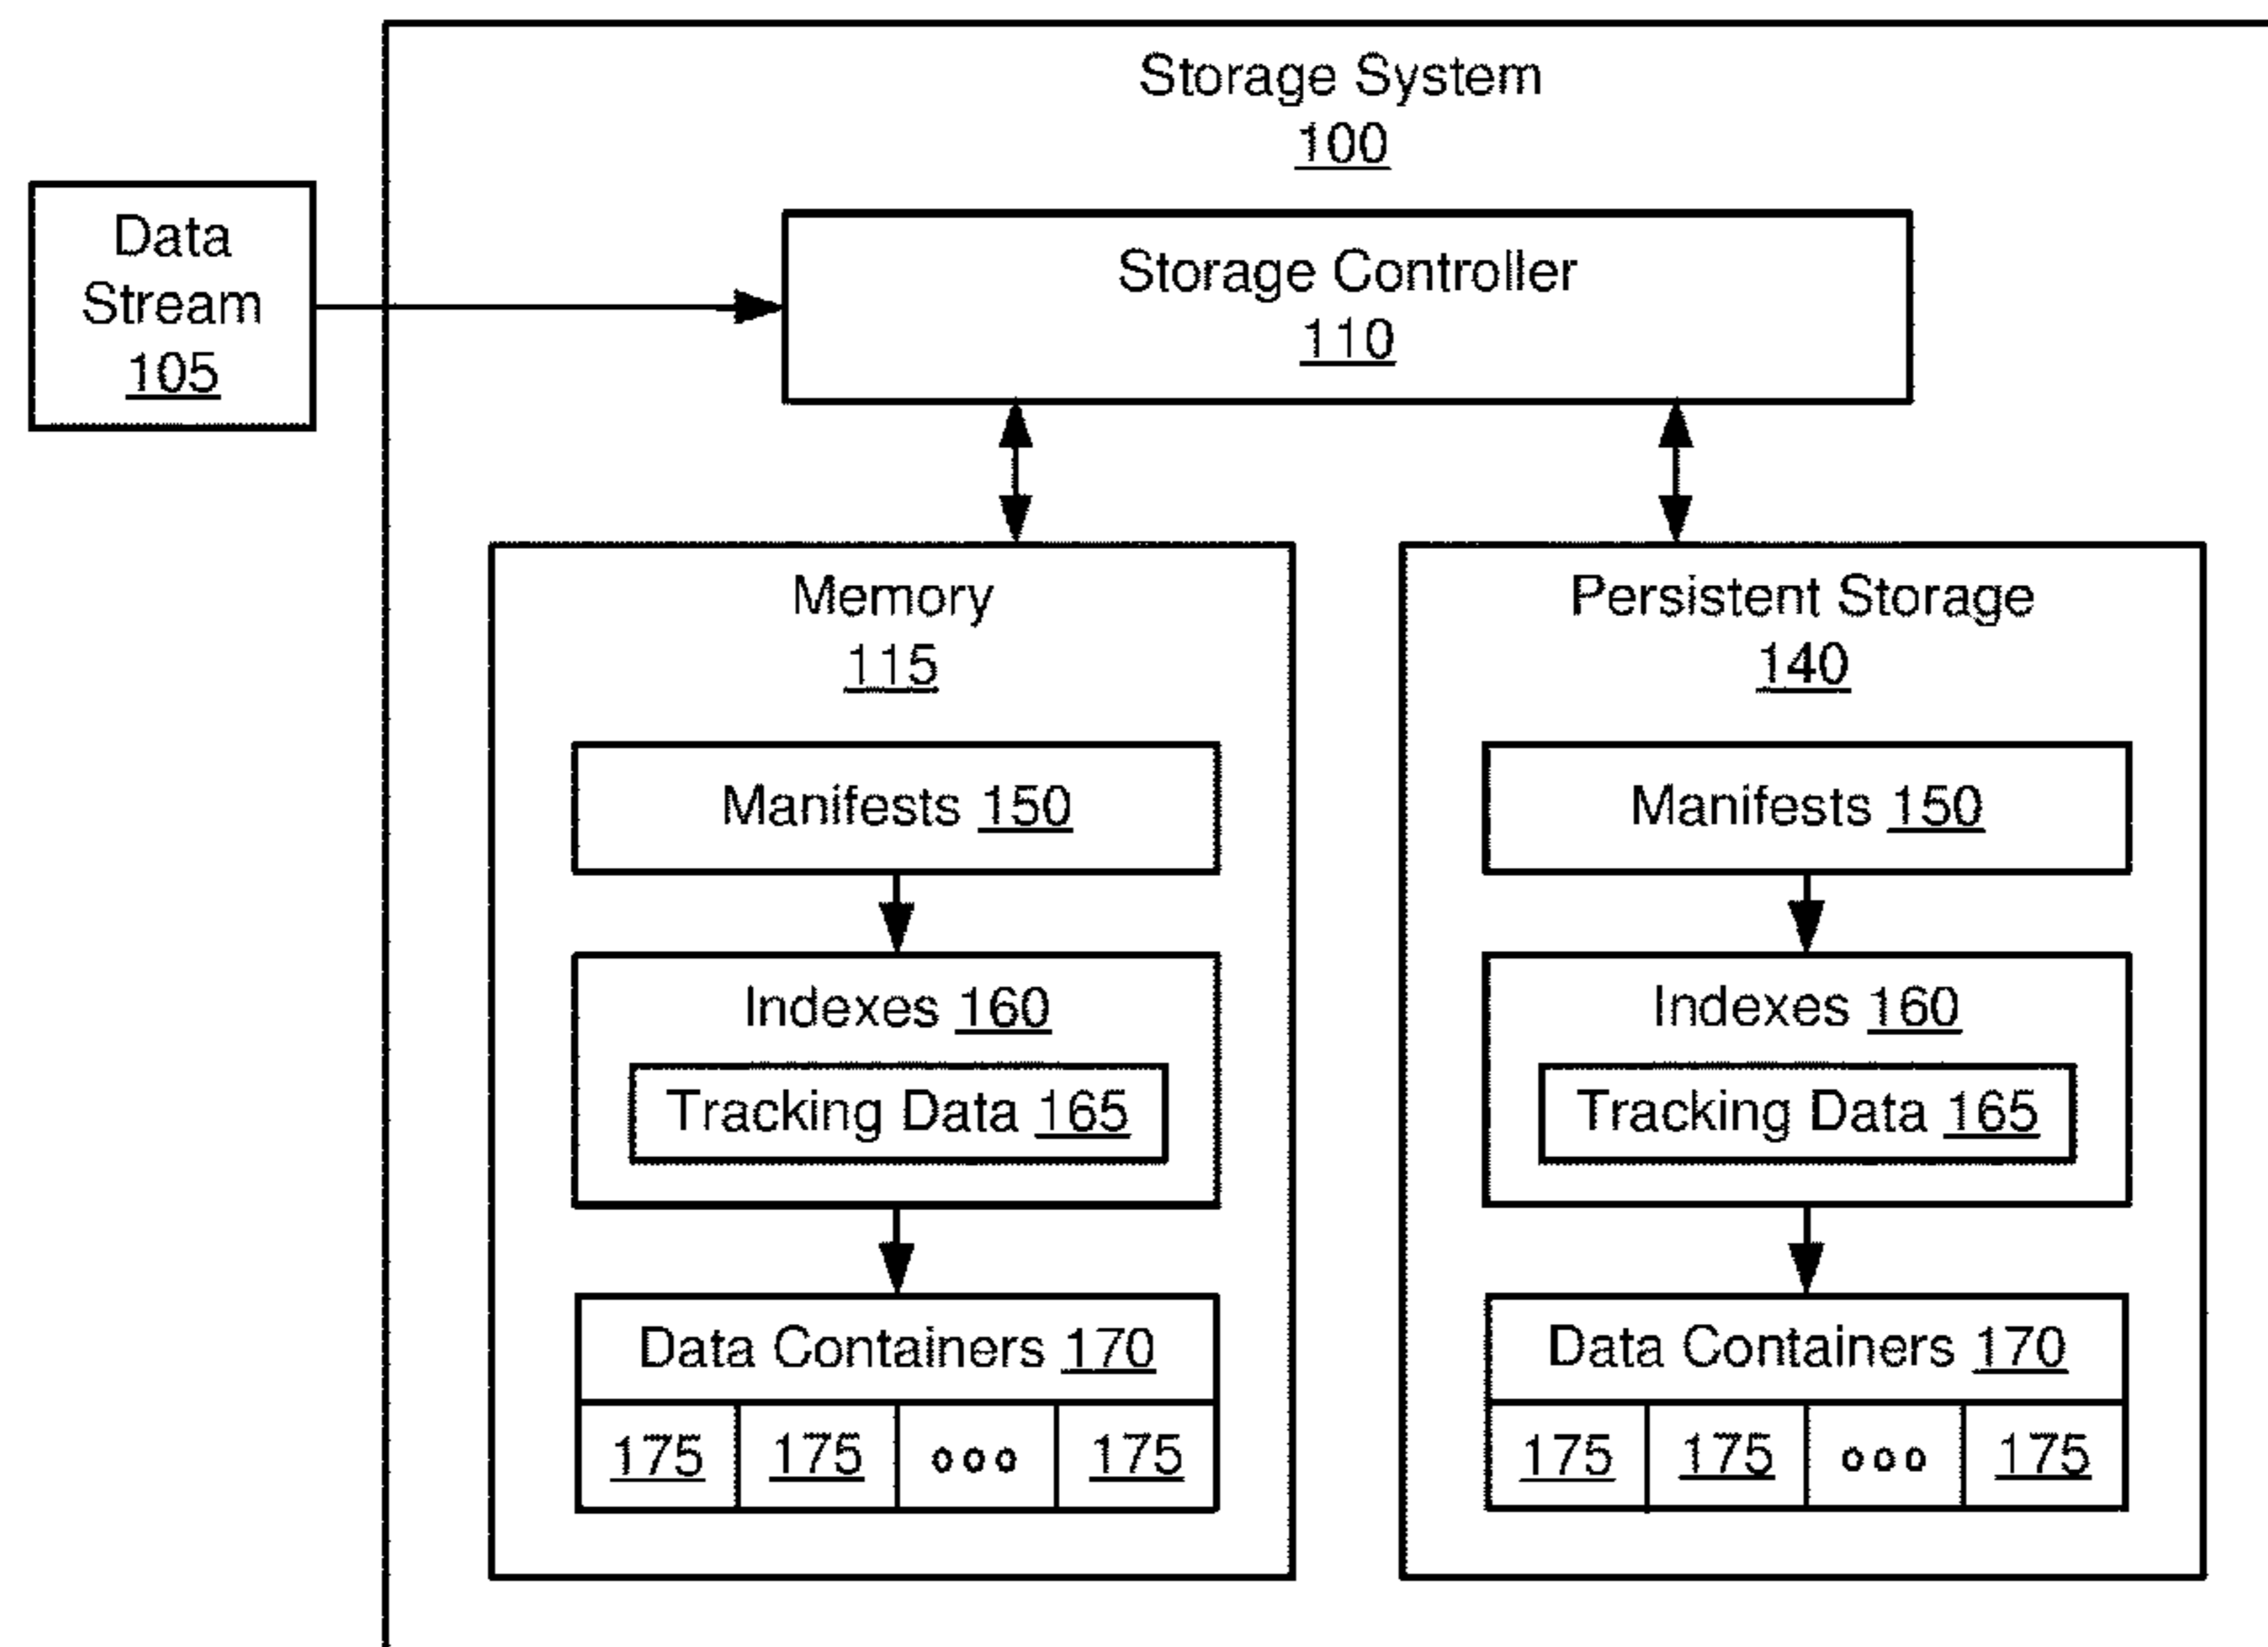 Storage System
100
Data
Stream
105
Storage Controller
110
Memory
115
Manifests 150
Indexes 160
Tracking Data 165
Data Containers 170
175 175 ooo 175
Persistent Storage
140
Manifests 150
Indexes 160
Tracking Data 165
Data Containers 170
175 175 ooo 175